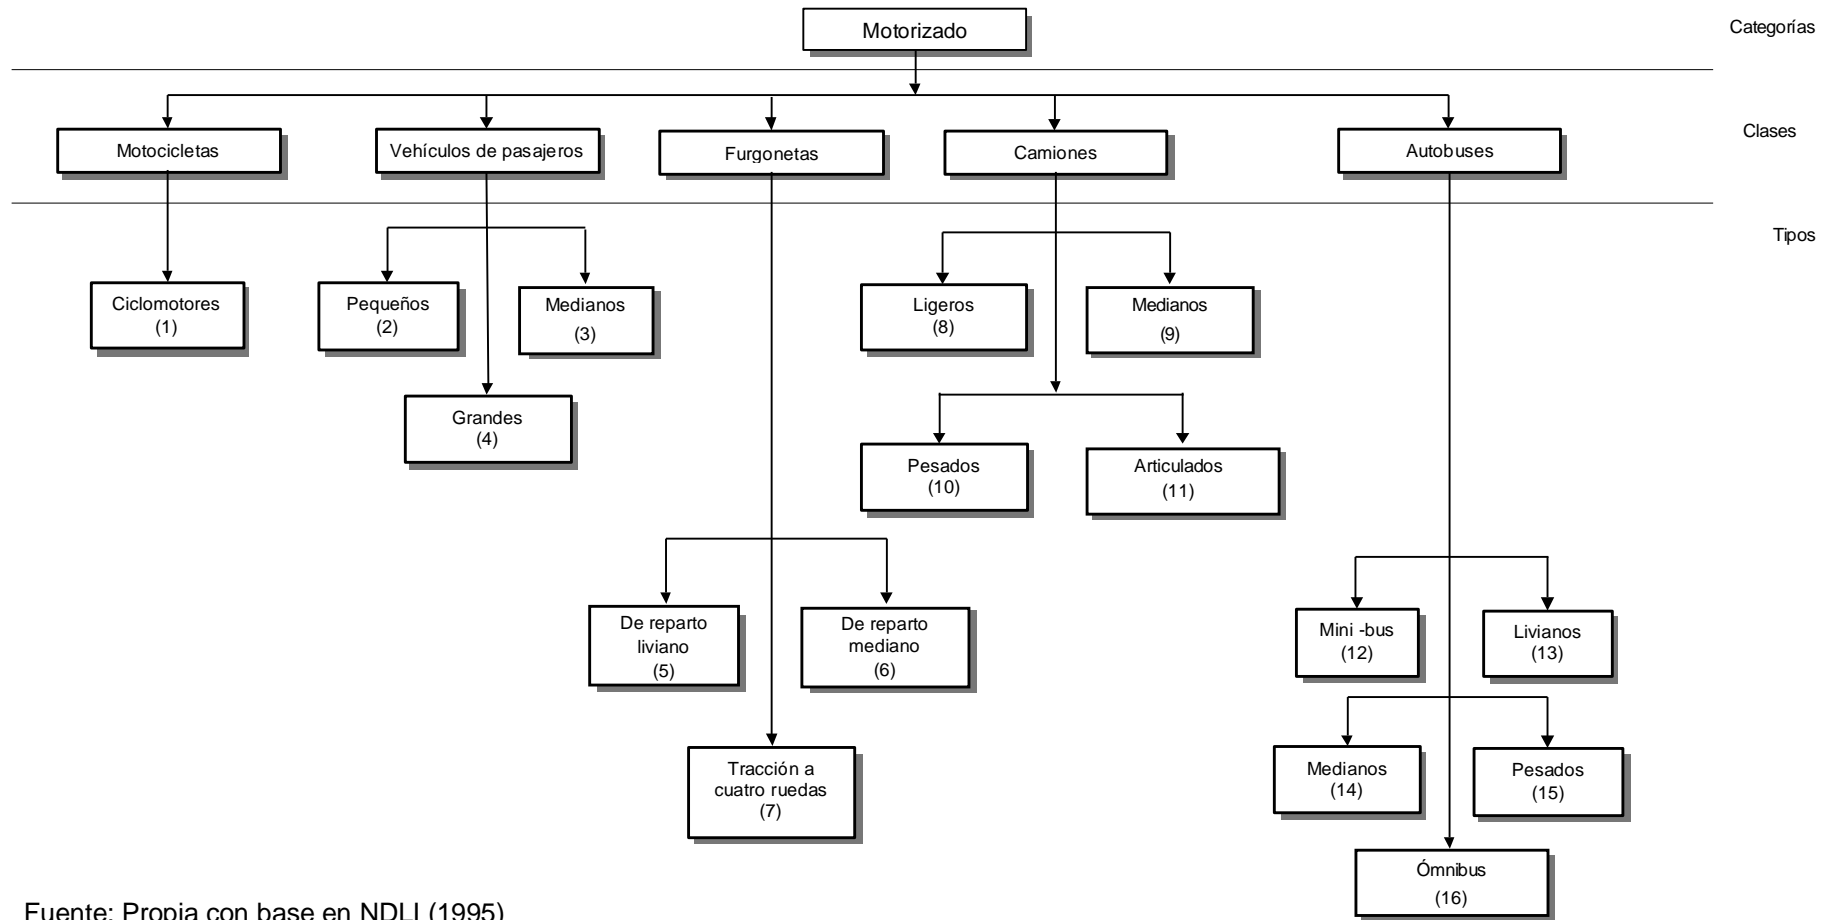 Motorizado
Categorías
Clases
Motocicletas
Vehículos de pasajeros
Furgonetas
Camiones
Autobuses
Tipos
Ciclomotores
(1)
Pequeños
(2)
Medianos
(3)
Ligeros
(8)
Medianos
(9)
Grandes
(4)
Pesados
(10)
Articulados
(11)
De reparto
liviano
(5)
De reparto
mediano
(6)
Mini -bus
(12)
Livianos
(13)
Tracción a
cuatro ruedas
(7)
Medianos
(14)
Pesados
(15)
Ómnibus
(16)
Fuente: Propia con base en NDLI (1995)